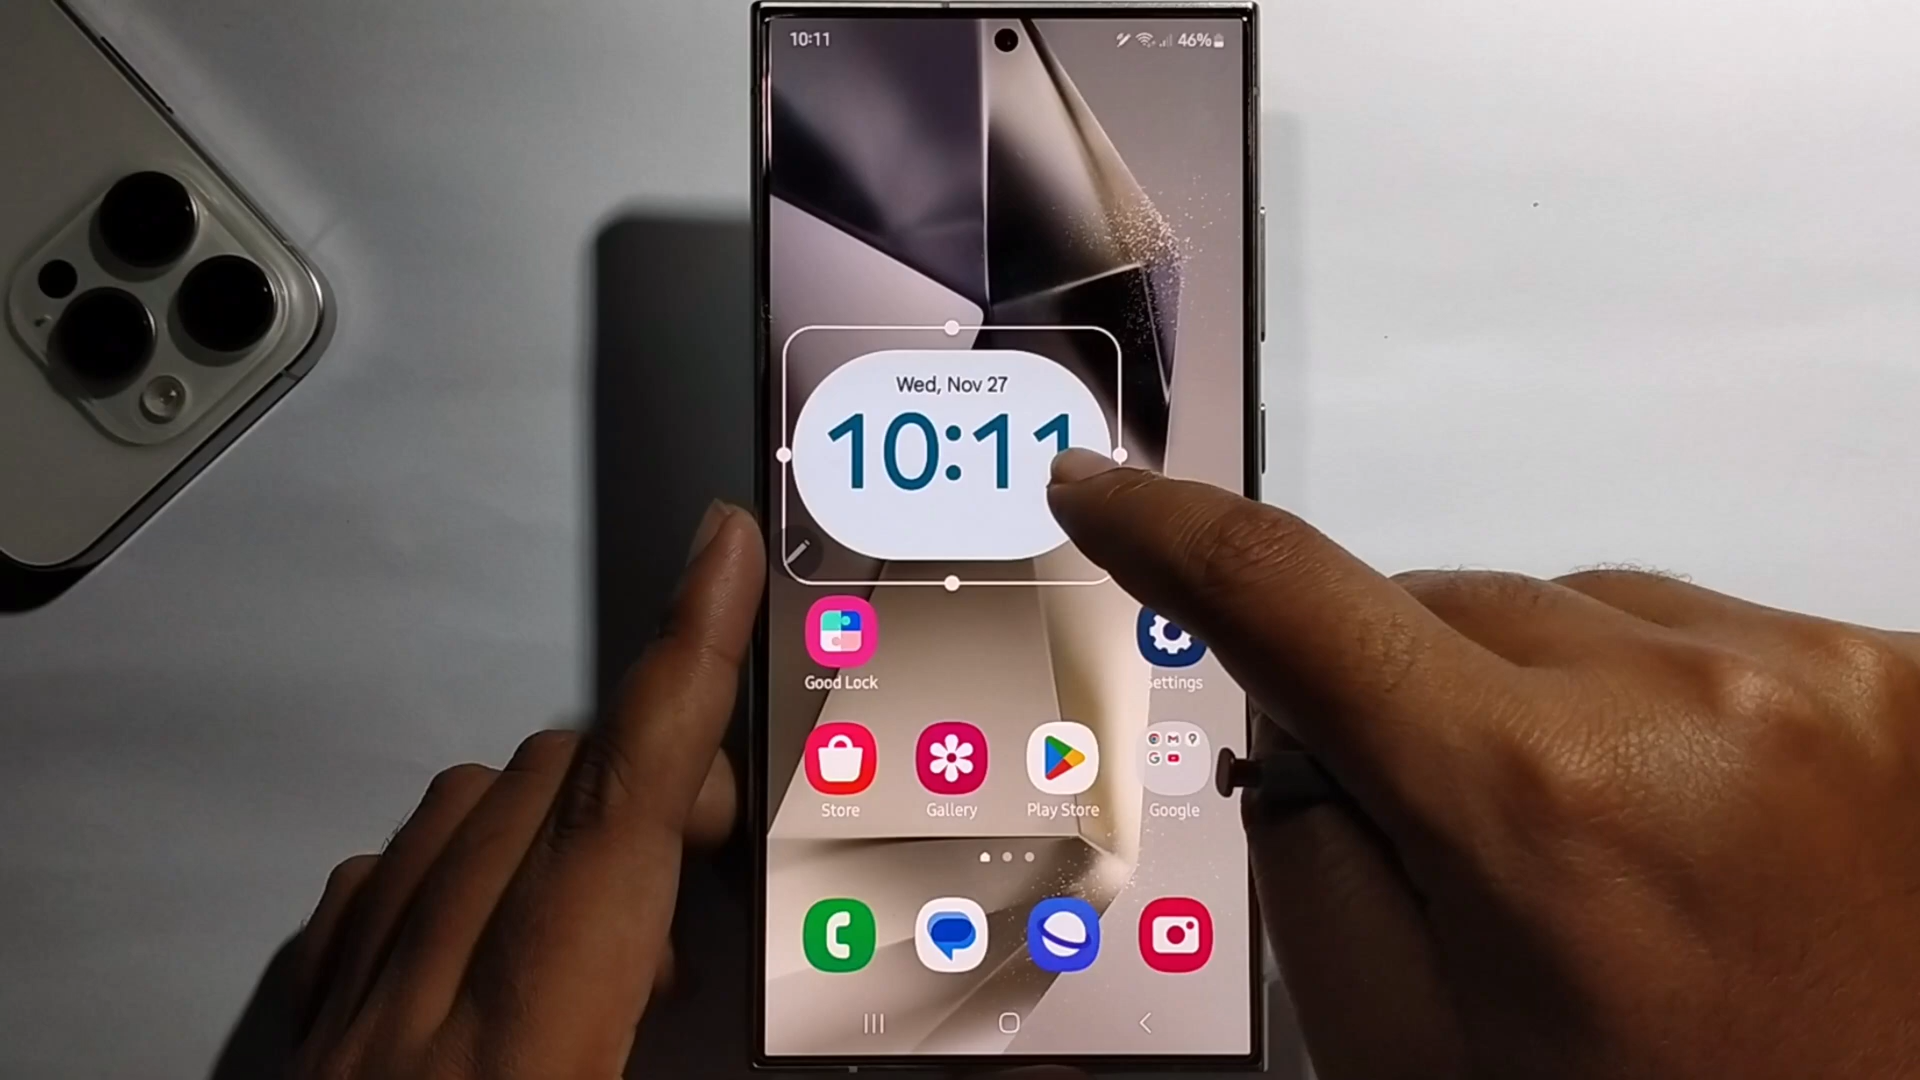 10:11
46%
Wed, Nov 27
10:11
Good Lock
ettings
Store
Gallery
Play Store
Google